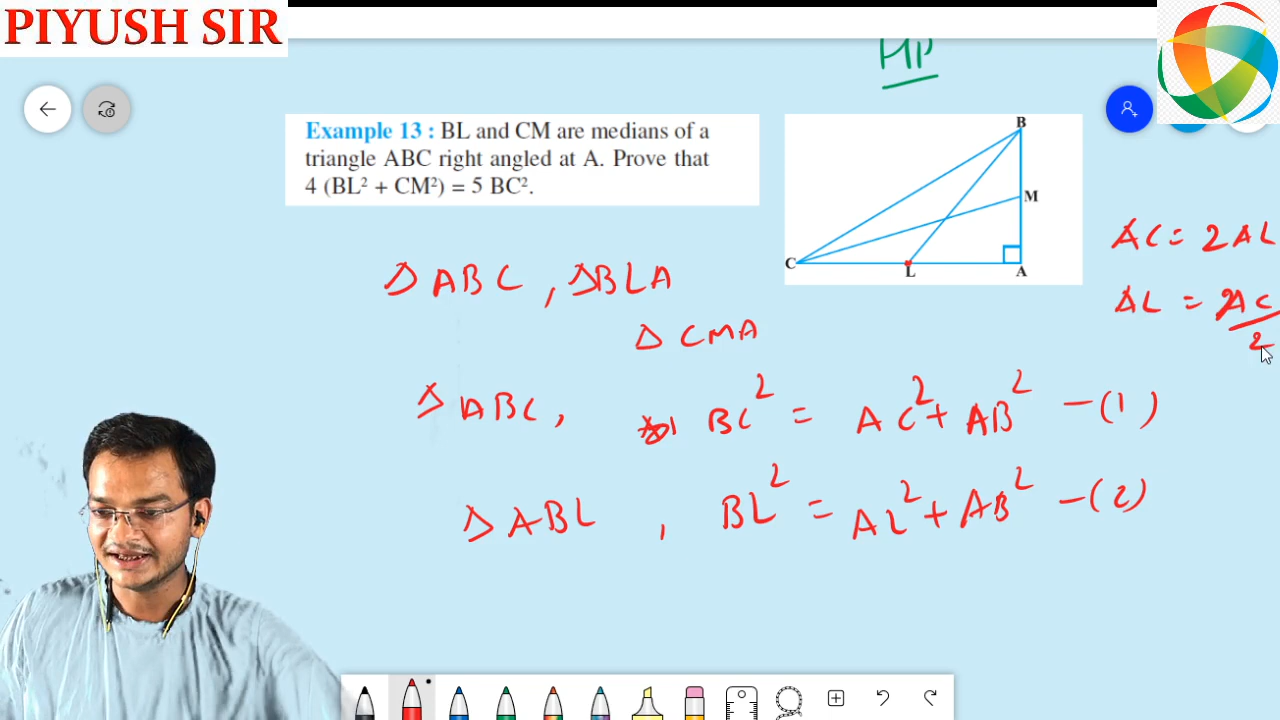 PIYUSH SIR
HP
Example 13 : BL and CM are medians of a
triangle ABC right angled at A. Prove that
4 (BL² + CM²) = 5 BC².
B
M
C
L
A
AC = 2AL
AL = AC/2
Δ ABC , ΔBLA
Δ CMA
Δ ABC, BC² = AC² + AB² –(1)
Δ ABL , BL² = AL² + AB² –(2)